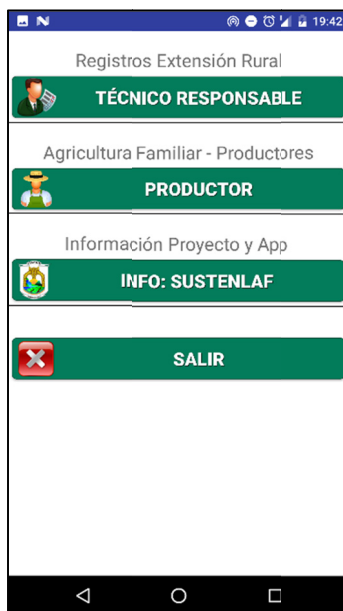 19:42
Registros Extensión Rural
TÉCNICO RESPONSABLE
Agricultura Familiar - Productores
PRODUCTOR
Información Proyecto y App
INFO: SUSTENLAF
SALIR